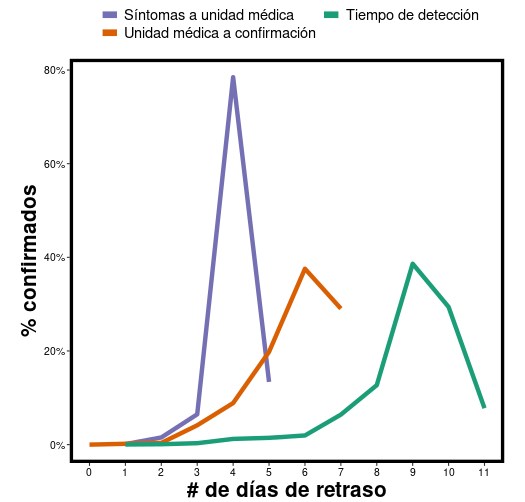 Síntomas a unidad médica Tiempo de detección
Unidad médica a confirmación
80%
60%
40%
20%
0%
% confirmados
0 1 2 3 4 5 6 7 8 9 10 11
# de días de retraso